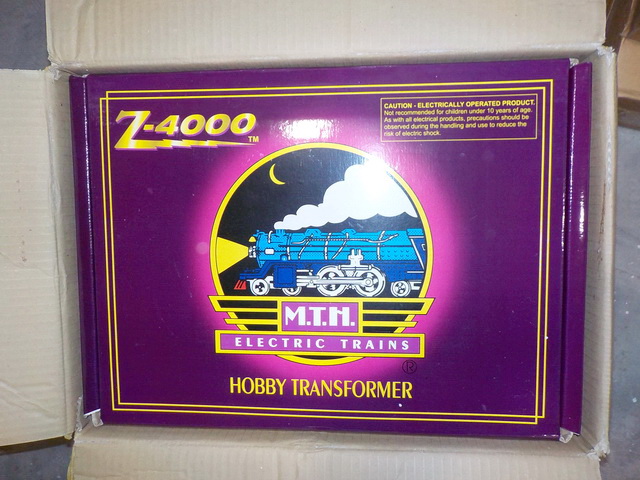 Z-4000™
CAUTION - ELECTRICALLY OPERATED PRODUCT.
Not recommended for children under 10 years of age.
As with all electrical products, precautions should be
observed during the handling and use to reduce the
risk of electric shock.
M.T.H.
ELECTRIC TRAINS
®
HOBBY TRANSFORMER